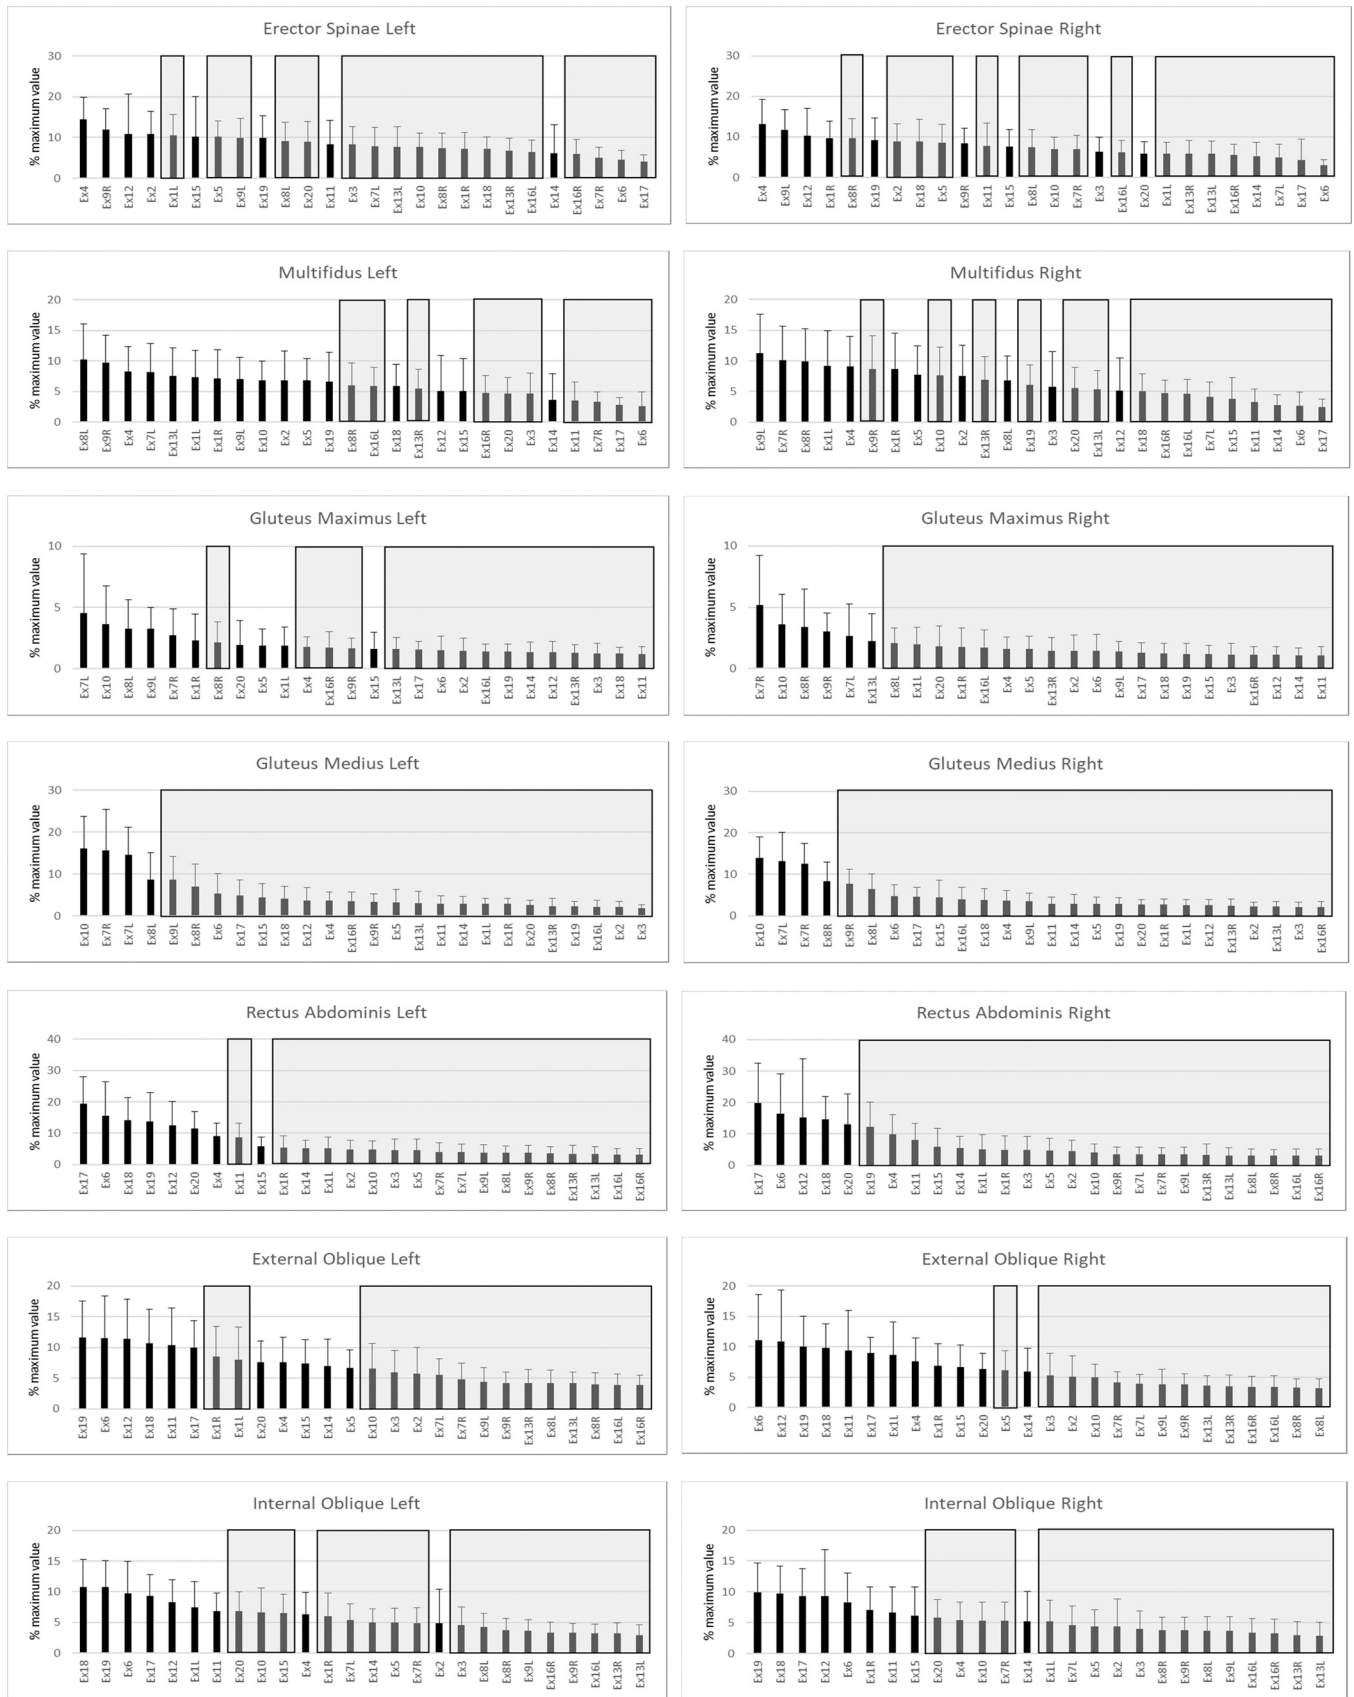 Erector Spinae Left
% maximum value
30
20
10
0
Ex4 Ex9R Ex12 Ex2 Ex1L Ex15 Ex5 Ex9L Ex19 Ex8L Ex20 Ex11 Ex3 Ex7L Ex13L Ex10 Ex8R Ex1R Ex18 Ex13R Ex16L Ex14 Ex16R Ex7R Ex6 Ex17
Erector Spinae Right
% maximum value
30
20
10
0
Ex4 Ex9L Ex12 Ex1R Ex8R Ex19 Ex2 Ex18 Ex5 Ex9R Ex11 Ex15 Ex8L Ex10 Ex7R Ex3 Ex16L Ex20 Ex1L Ex13R Ex13L Ex16R Ex14 Ex7L Ex17 Ex6
Multifidus Left
% maximum value
20
15
10
5
0
Ex8L Ex9R Ex4 Ex7L Ex13L Ex1L Ex1R Ex9L Ex10 Ex2 Ex5 Ex19 Ex8R Ex16L Ex18 Ex13R Ex12 Ex15 Ex16R Ex20 Ex3 Ex14 Ex11 Ex7R Ex17 Ex6
Multifidus Right
% maximum value
20
15
10
5
0
Ex9L Ex7R Ex8R Ex1L Ex4 Ex9R Ex1R Ex5 Ex10 Ex2 Ex13R Ex8L Ex19 Ex3 Ex20 Ex13L Ex12 Ex18 Ex16R Ex16L Ex7L Ex15 Ex11 Ex14 Ex6 Ex17
Gluteus Maximus Left
% maximum value
10
5
0
Ex7L Ex10 Ex8L Ex9L Ex7R Ex1R Ex8R Ex20 Ex5 Ex1L Ex4 Ex16R Ex9R Ex15 Ex13L Ex17 Ex6 Ex2 Ex16L Ex19 Ex14 Ex12 Ex13R Ex3 Ex18 Ex11
Gluteus Maximus Right
% maximum value
10
5
0
Ex7R Ex10 Ex8R Ex9R Ex7L Ex13L Ex8L Ex1L Ex20 Ex1R Ex16L Ex4 Ex5 Ex13R Ex2 Ex6 Ex9L Ex17 Ex18 Ex19 Ex15 Ex3 Ex16R Ex12 Ex14 Ex11
Gluteus Medius Left
% maximum value
30
20
10
0
Ex10 Ex7R Ex7L Ex8L Ex9L Ex8R Ex6 Ex17 Ex15 Ex18 Ex12 Ex4 Ex16R Ex9R Ex5 Ex13L Ex11 Ex14 Ex1L Ex1R Ex20 Ex13R Ex19 Ex16L Ex2 Ex3
Gluteus Medius Right
% maximum value
30
20
10
0
Ex10 Ex7L Ex7R Ex8R Ex9R Ex8L Ex6 Ex17 Ex15 Ex16L Ex18 Ex4 Ex9L Ex11 Ex14 Ex5 Ex19 Ex20 Ex1R Ex1L Ex12 Ex13R Ex2 Ex13L Ex3 Ex16R
Rectus Abdominis Left
% maximum value
40
30
20
10
0
Ex17 Ex6 Ex18 Ex19 Ex12 Ex20 Ex4 Ex11 Ex15 Ex1R Ex14 Ex1L Ex2 Ex10 Ex3 Ex5 Ex7R Ex7L Ex9L Ex8L Ex9R Ex8R Ex13R Ex13L Ex16L Ex16R
Rectus Abdominis Right
% maximum value
40
30
20
10
0
Ex17 Ex6 Ex12 Ex18 Ex20 Ex19 Ex4 Ex11 Ex15 Ex14 Ex1L Ex1R Ex3 Ex5 Ex2 Ex10 Ex9R Ex7L Ex7R Ex9L Ex13R Ex13L Ex8L Ex8R Ex16L Ex16R
External Oblique Left
% maximum value
20
15
10
5
0
Ex19 Ex6 Ex12 Ex18 Ex11 Ex17 Ex1R Ex1L Ex20 Ex4 Ex15 Ex14 Ex5 Ex10 Ex3 Ex2 Ex7L Ex7R Ex9L Ex9R Ex13R Ex8L Ex13L Ex8R Ex16L Ex16R
External Oblique Right
% maximum value
20
15
10
5
0
Ex6 Ex12 Ex19 Ex18 Ex11 Ex17 Ex1L Ex4 Ex1R Ex15 Ex20 Ex5 Ex14 Ex3 Ex2 Ex10 Ex7R Ex7L Ex9L Ex9R Ex13L Ex13R Ex16R Ex16L Ex8R Ex8L
Internal Oblique Left
% maximum value
20
15
10
5
0
Ex18 Ex19 Ex6 Ex17 Ex12 Ex1L Ex11 Ex20 Ex10 Ex15 Ex4 Ex1R Ex7L Ex14 Ex5 Ex7R Ex2 Ex3 Ex8L Ex8R Ex9L Ex16R Ex9R Ex16L Ex13R Ex13L
Internal Oblique Right
% maximum value
20
15
10
5
0
Ex19 Ex18 Ex17 Ex12 Ex6 Ex1R Ex11 Ex15 Ex20 Ex4 Ex10 Ex7R Ex14 Ex1L Ex7L Ex5 Ex2 Ex3 Ex8R Ex9R Ex8L Ex9L Ex16L Ex16R Ex13R Ex13L